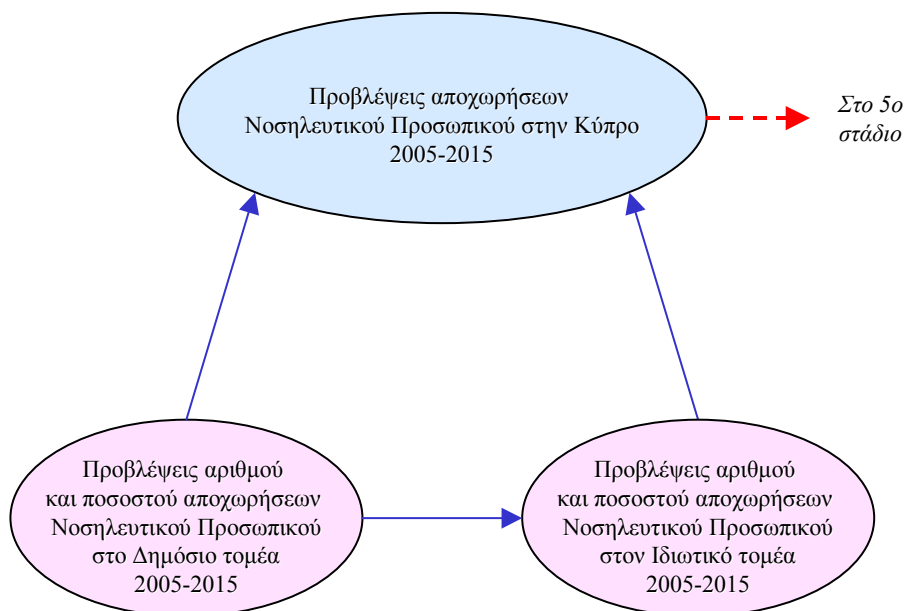 Προβλέψεις αποχωρήσεων
Νοσηλευτικού Προσωπικού στην Κύπρο
2005-2015
Στο 5ο
στάδιο
Προβλέψεις αριθμού
και ποσοστού αποχωρήσεων
Νοσηλευτικού Προσωπικού
στο Δημόσιο τομέα
2005-2015
Προβλέψεις αριθμού
και ποσοστού αποχωρήσεων
Νοσηλευτικού Προσωπικού
στον Ιδιωτικό τομέα
2005-2015